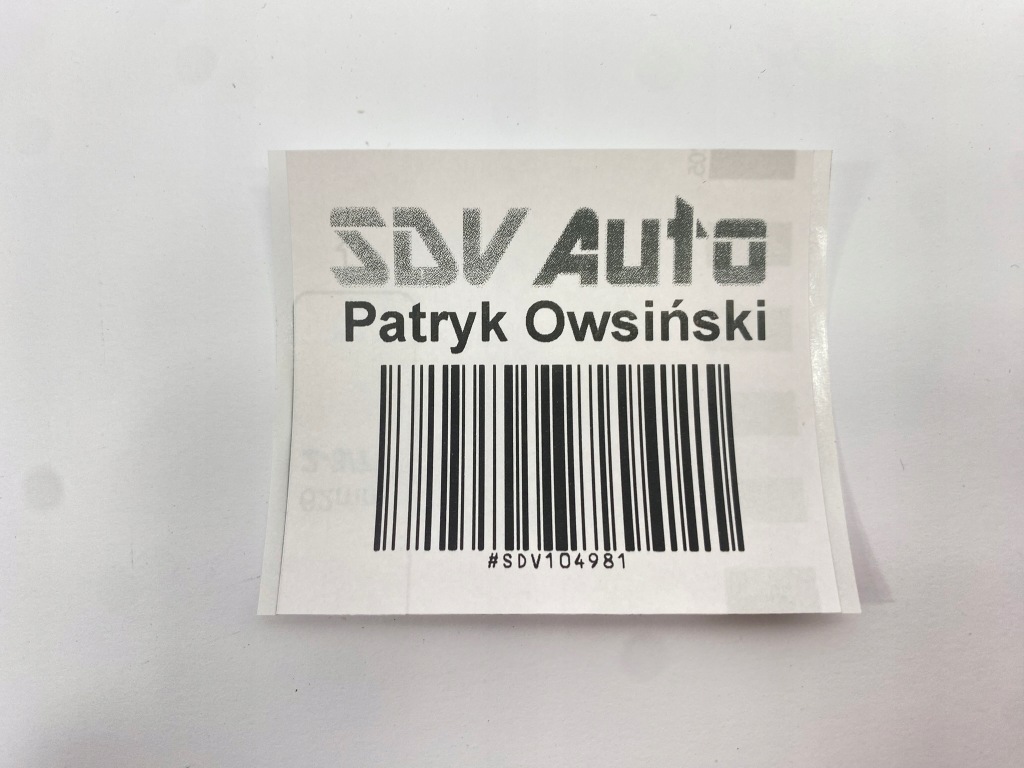 SDV Auto
Patryk Owsiński
#SDV104981